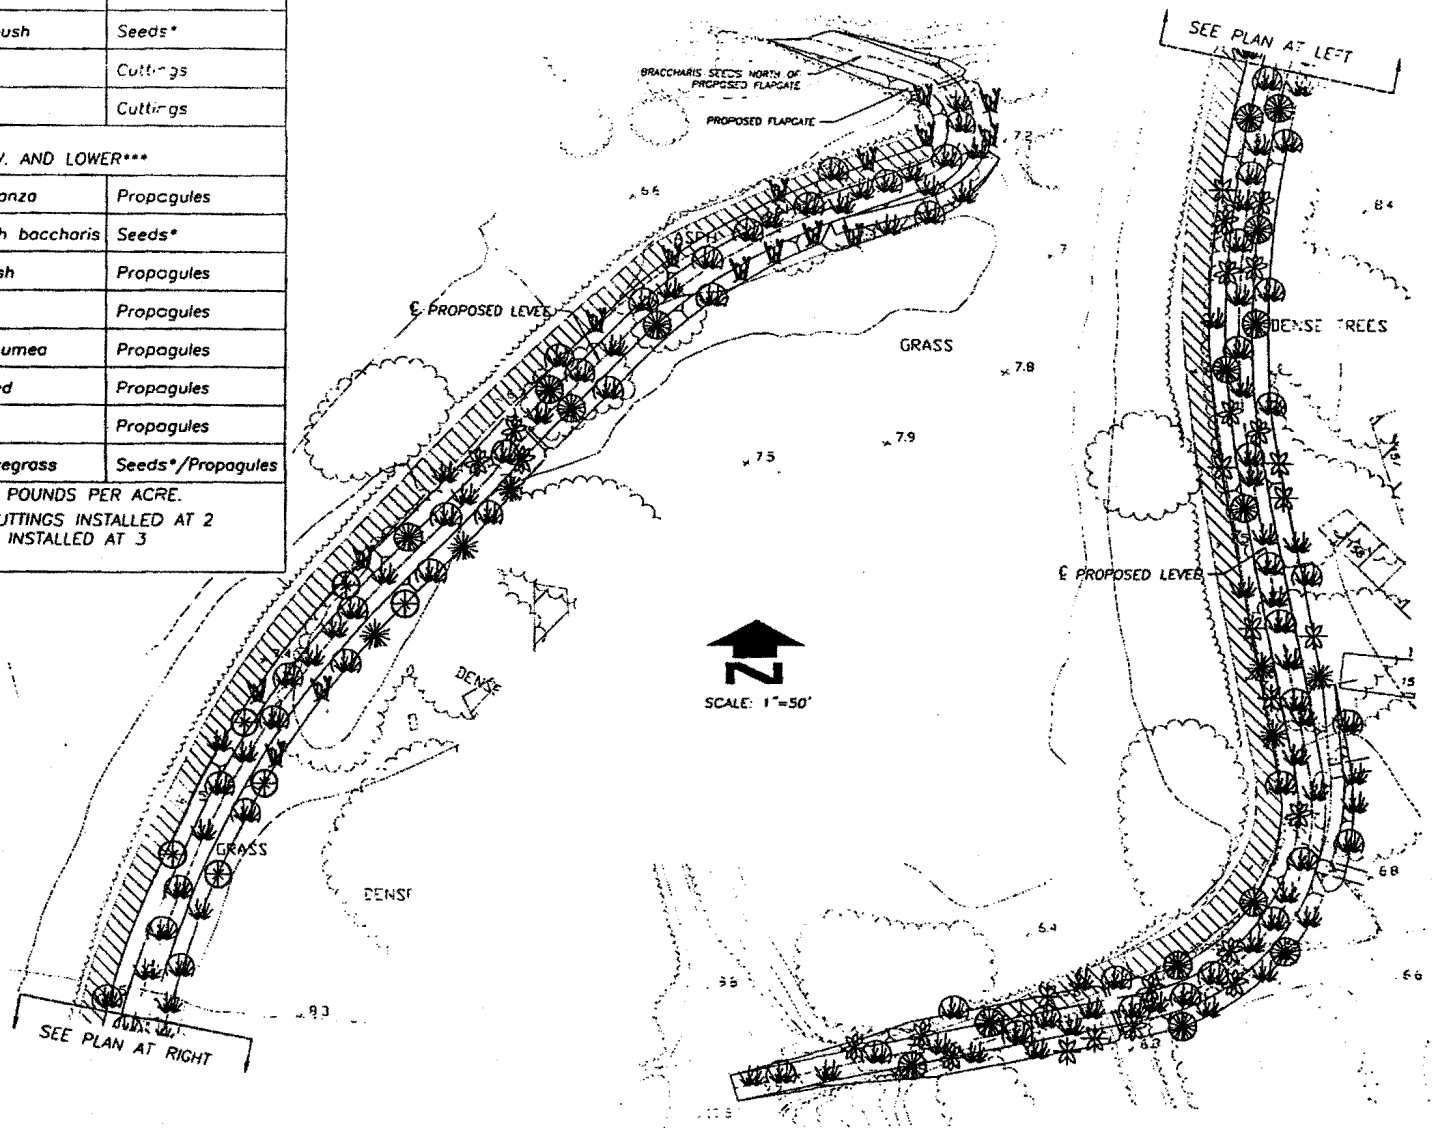 ush Seeds*
Cuttings
Cuttings
V. AND LOWER***
anza Propagules
h baccharis Seeds*
sh Propagules
Propagules
umea Propagules
ed Propagules
Propagules
egrass Seeds*/Propagules
POUNDS PER ACRE.
UTTINGS INSTALLED AT 2
INSTALLED AT 3
BRACCHARIS SEEDS NORTH OF
PROPOSED FLAPGATE
PROPOSED FLAPGATE
7.2
6.6
ASPH
℄ PROPOSED LEVEE
GRASS
7.8
7.9
7.5
DENSE
SCALE: 1"=50'
N
GRASS
DENSE
8.3
SEE PLAN AT RIGHT
SEE PLAN AT LEFT
8.4
7
DENSE TREES
℄ PROPOSED LEVEE
15
6.8
6.4
6.6